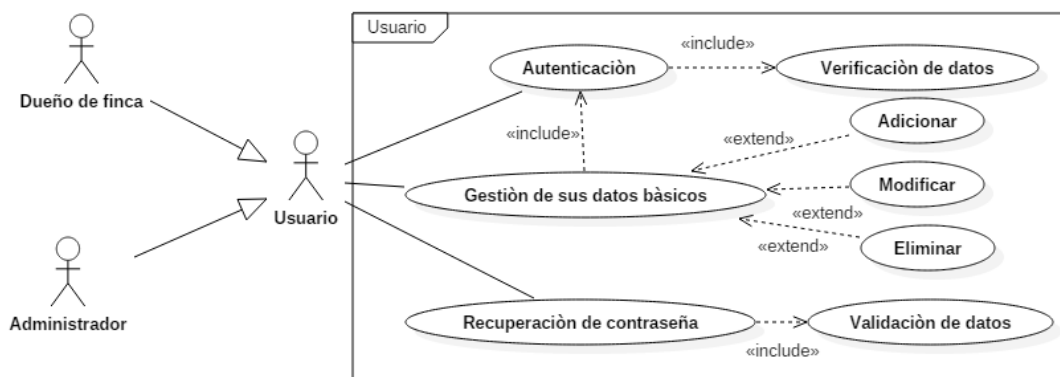 Usuario
«include»
Autenticaciòn
Verificaciòn de datos
Dueño de finca
Adicionar
«include»
«extend»
Modificar
Gestiòn de sus datos bàsicos
Usuario
«extend»
«extend»
Eliminar
Administrador
Recuperaciòn de contraseña
Validaciòn de datos
«include»